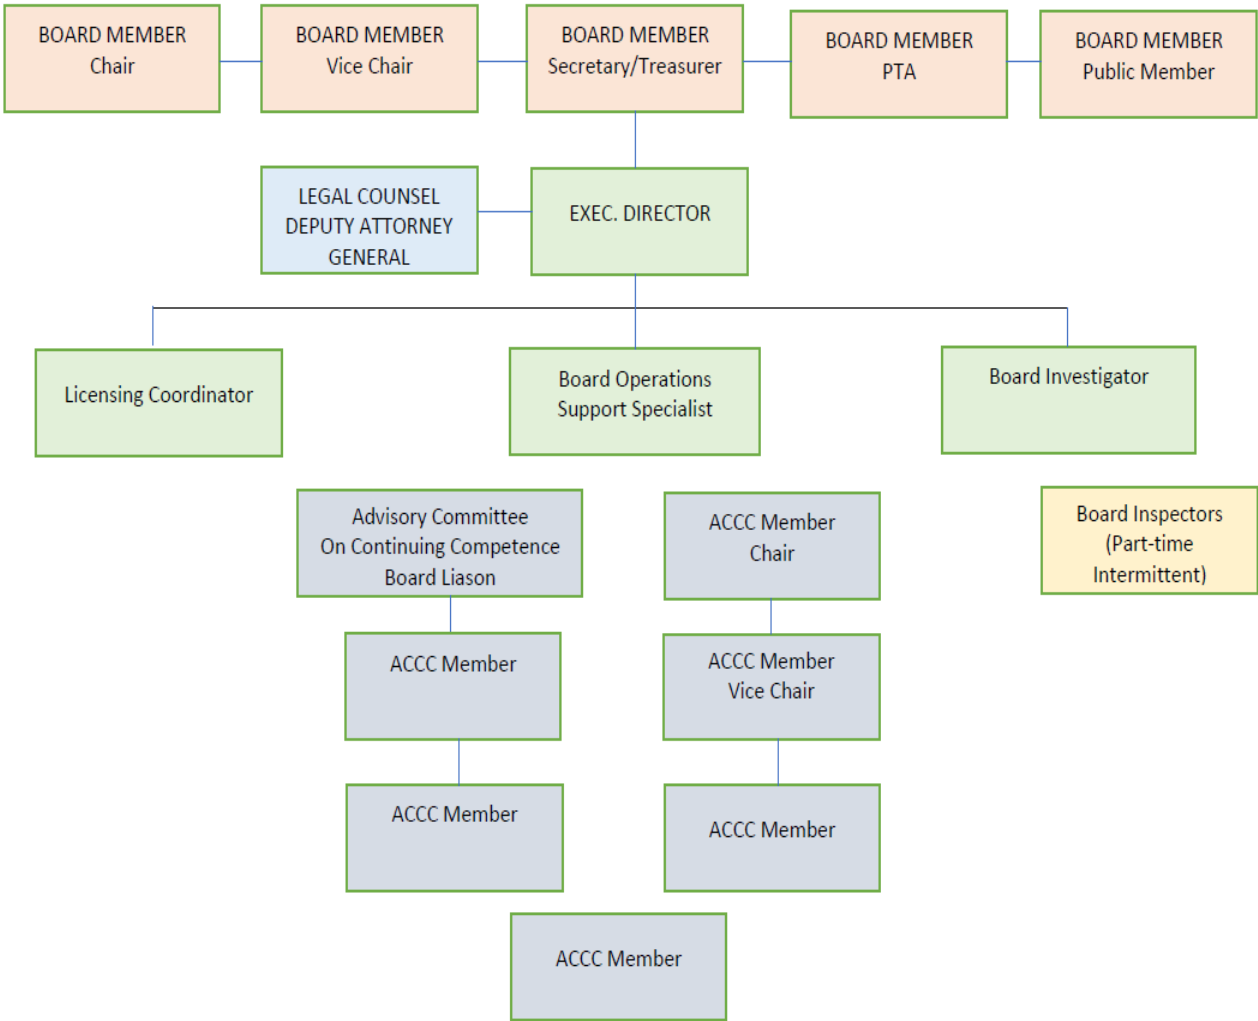 BOARD MEMBER
Chair
BOARD MEMBER
Vice Chair
BOARD MEMBER
Secretary/Treasurer
BOARD MEMBER
PTA
BOARD MEMBER
Public Member
LEGAL COUNSEL
DEPUTY ATTORNEY
GENERAL
EXEC. DIRECTOR
Licensing Coordinator
Board Operations
Support Specialist
Board Investigator
Advisory Committee
On Continuing Competence
Board Liason
ACCC Member
Chair
Board Inspectors
(Part-time
Intermittent)
ACCC Member
ACCC Member
Vice Chair
ACCC Member
ACCC Member
ACCC Member